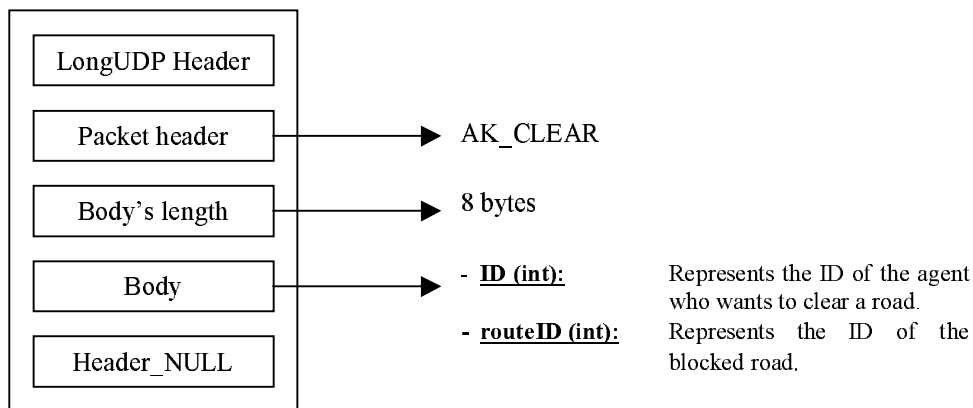 LongUDP Header
Packet header
AK_CLEAR
Body’s length
8 bytes
Body
- ID (int):
Represents the ID of the agent
who wants to clear a road.
- routeID (int):
Represents the ID of the
blocked road.
Header_NULL